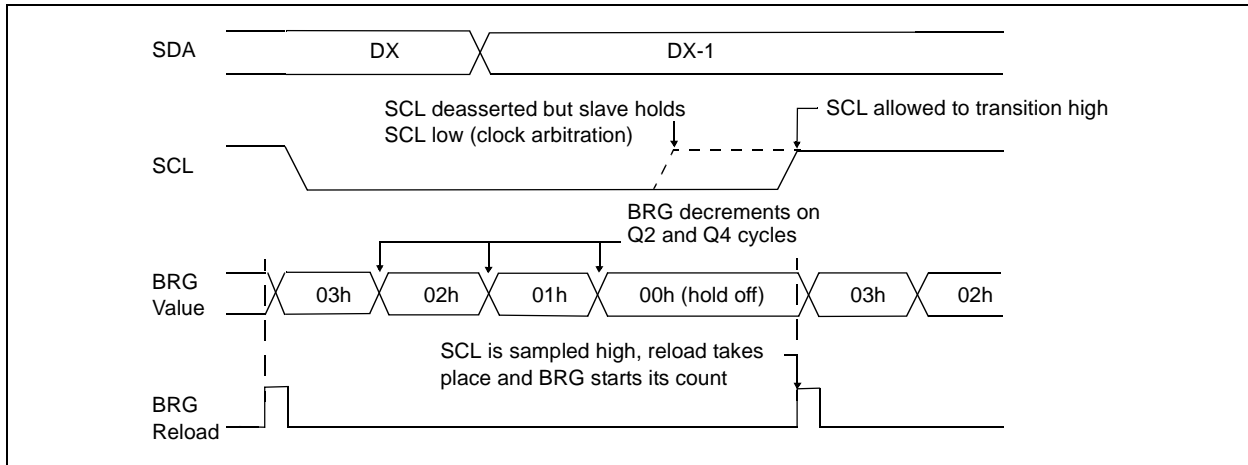 SDA
DX
DX-1
SCL deasserted but slave holds
SCL low (clock arbitration)
SCL allowed to transition high
SCL
BRG decrements on
Q2 and Q4 cycles
BRG
Value
03h
02h
01h
00h (hold off)
03h
02h
SCL is sampled high, reload takes
place and BRG starts its count
BRG
Reload